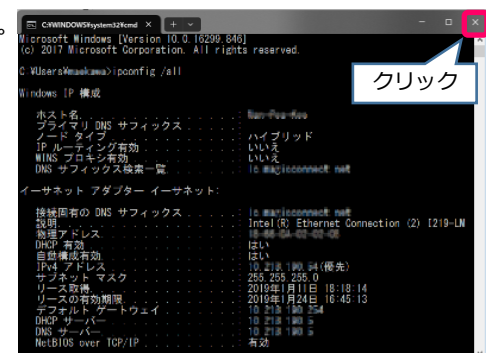 。
C:¥WINDOWS¥system32¥cmd
Microsoft Windows [Version 10.0.16299.846]
(c) 2017 Microsoft Corporation. All rights reserved.
C:¥Users¥ >ipconfig /all
クリック
Windows IP 構成
ホスト名. . . . . . . . . . . . :
プライマリ DNS サフィックス . . . . . . . :
ノード タイプ . . . . . . . . . . . . : ハイブリッド
IP ルーティング有効 . . . . . . . . : いいえ
WINS プロキシ有効 . . . . . . . . . : いいえ
DNS サフィックス検索一覧. . . . . . :
イーサネット アダプター イーサネット:
接続固有の DNS サフィックス . . . . . :
説明. . . . . . . . . . . . . . . : Intel(R) Ethernet Connection (2) I219-LM
物理アドレス. . . . . . . . . . . . :
DHCP 有効 . . . . . . . . . . . . : はい
自動構成有効. . . . . . . . . . . . : はい
IPv4 アドレス . . . . . . . . . . : (優先)
サブネット マスク . . . . . . . . . : 255.255.255.0
リース取得. . . . . . . . . . . . : 2019年1月11日 18:18:14
リースの有効期限. . . . . . . . . . : 2019年1月24日 16:45:13
デフォルト ゲートウェイ . . . . . . . :
DHCP サーバー . . . . . . . . . . :
DNS サーバー. . . . . . . . . . . :
NetBIOS over TCP/IP . . . . . . . : 有効